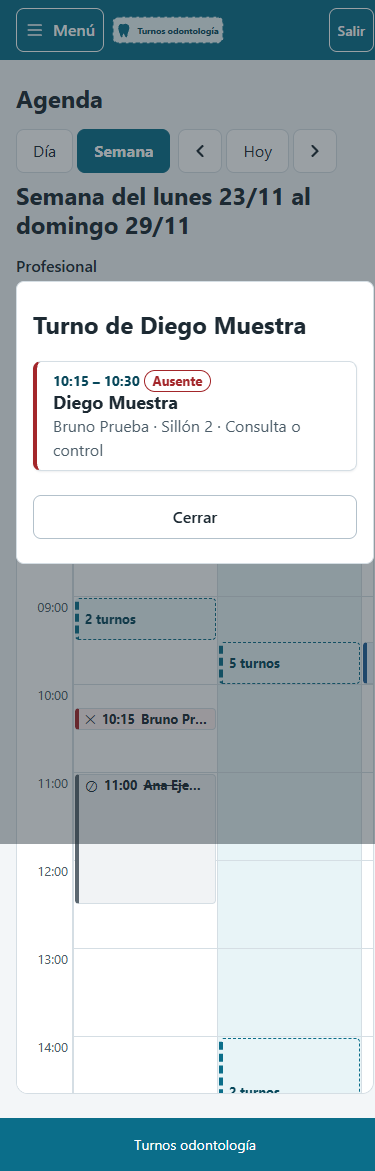 Menú
Turnos odontología
Salir
Agenda
Día
Semana
Hoy
Semana del lunes 23/11 al
domingo 29/11
Profesional
Turno de Diego Muestra
10:15 – 10:30 Ausente
Diego Muestra
Bruno Prueba · Sillón 2 · Consulta o
control
Cerrar
09:00
2 turnos
5 turnos
10:00
10:15 Bruno Pr...
11:00
11:00 Ana Eje...
12:00
13:00
14:00
turnos
Turnos odontología